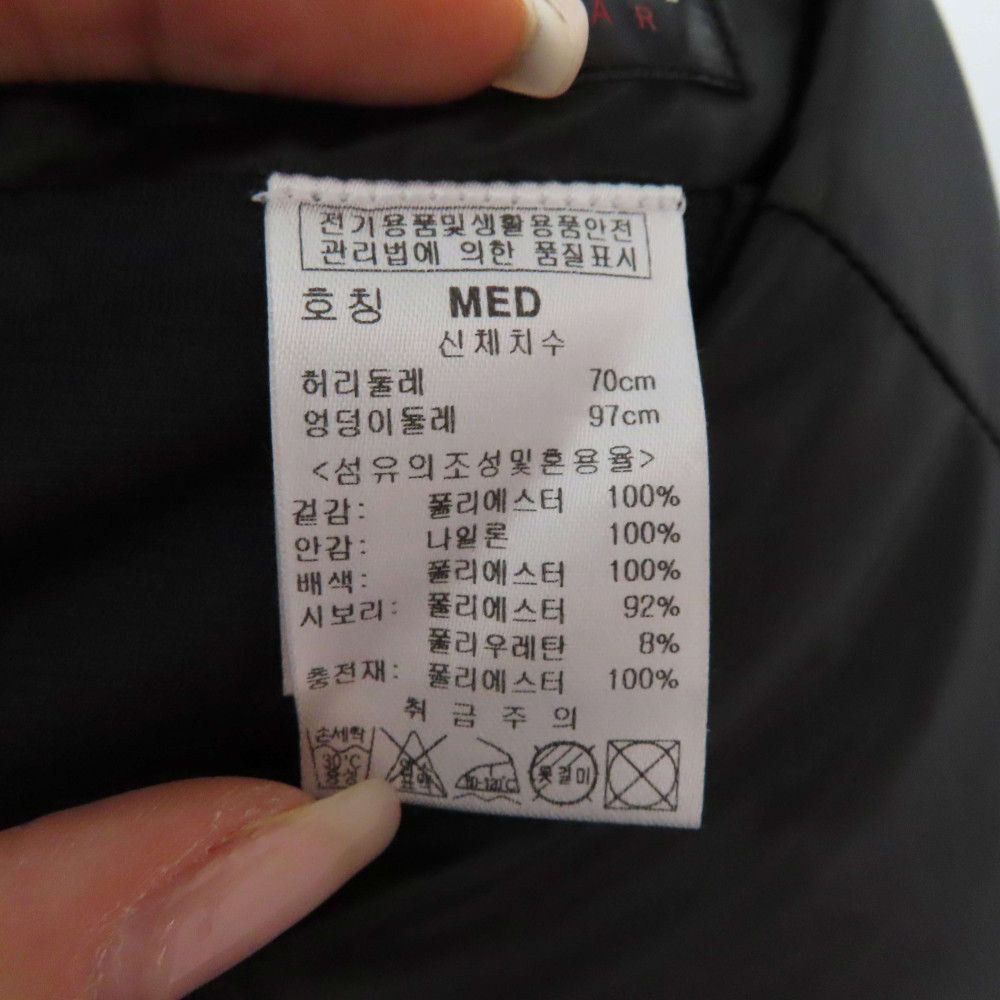 A R
전기용품및생활용품안전
관리법에 의한 품질표시
호칭 MED
신체치수
허리둘레 70cm
엉덩이둘레 97cm
<섬유의조성및혼용율>
겉감: 폴리에스터 100%
안감: 나일론 100%
배색: 폴리에스터 100%
시보리: 폴리에스터 92%
폴리우레탄 8%
충전재: 폴리에스터 100%
취급주의
손세탁
30°C
중성
옷걸이